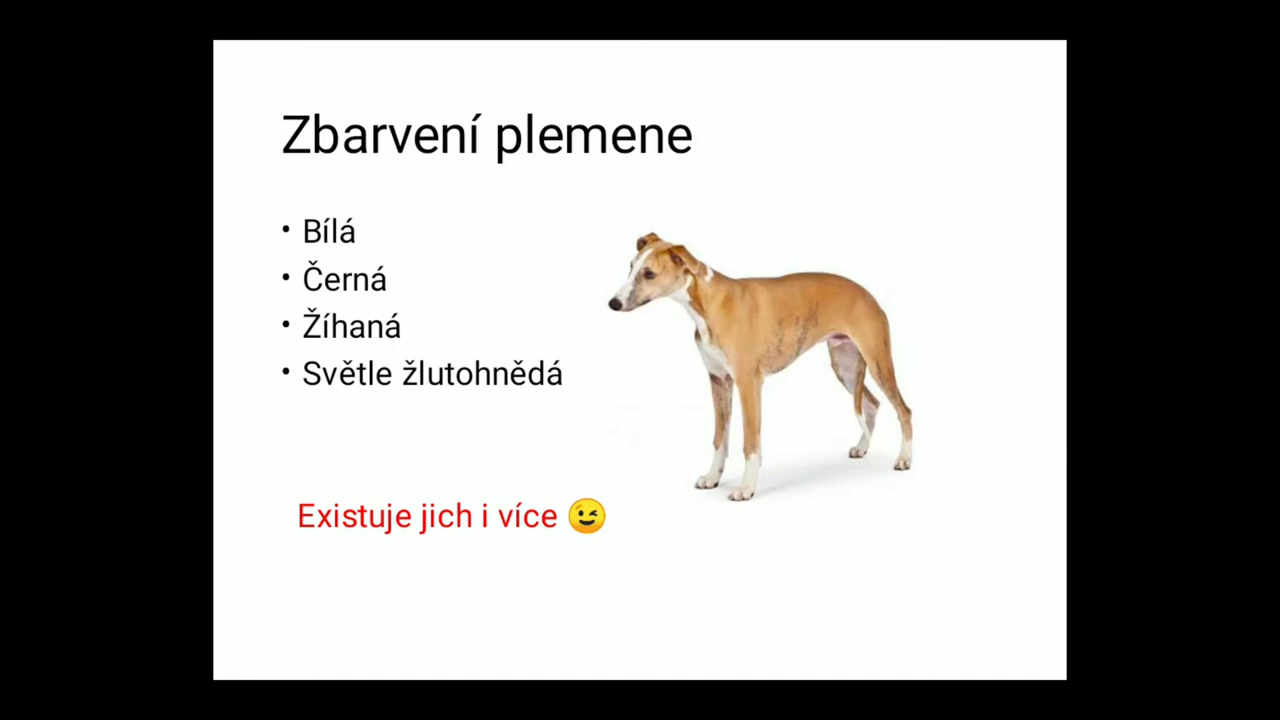 Zbarvení plemene
• Bílá
• Černá
• Žíhaná
• Světle žlutohnědá
Existuje jich i více 😉